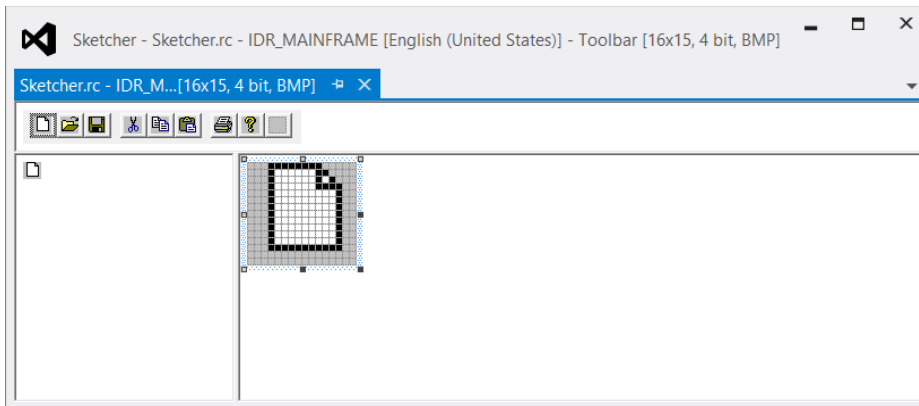 Sketcher - Sketcher.rc - IDR_MAINFRAME [English (United States)] - Toolbar [16x15, 4 bit, BMP]
Sketcher.rc - IDR_M...[16x15, 4 bit, BMP]